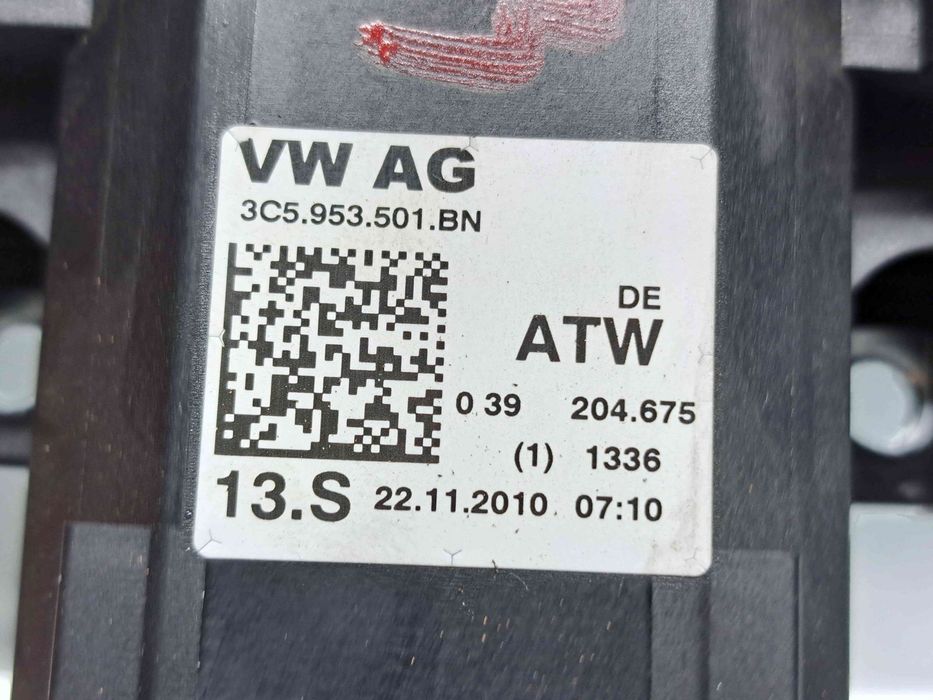 VW AG
3C5.953.501.BN
DE
ATW
0 39 204.675
(1) 1336
13.S 22.11.2010 07:10